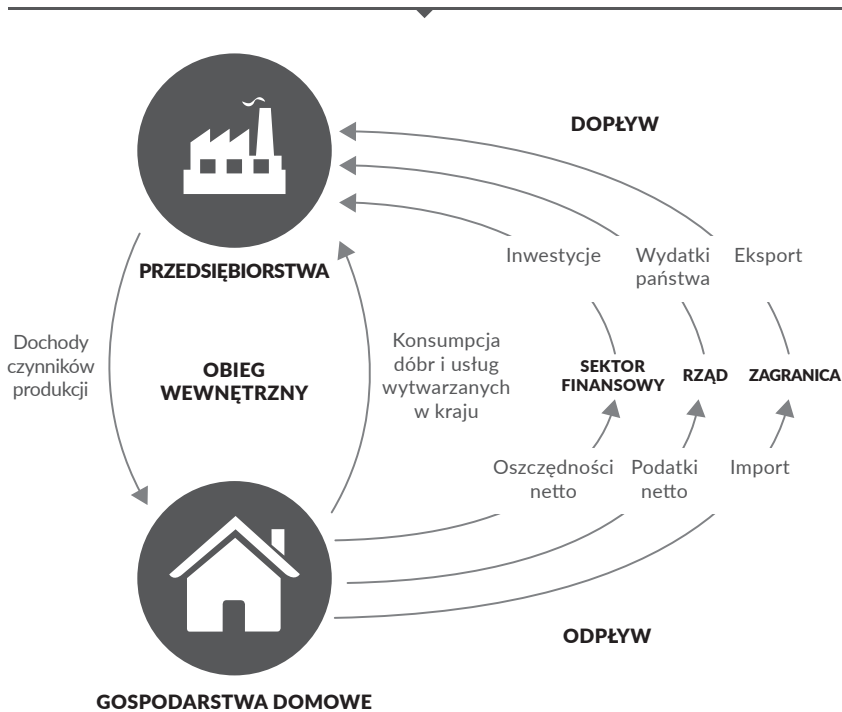 DOPŁYW
Inwestycje
Wydatki
państwa
Eksport
PRZEDSIĘBIORSTWA
Dochody
czynników
produkcji
OBIEG
WEWNĘTRZNY
Konsumpcja
dóbr i usług
wytwarzanych
w kraju
SEKTOR
FINANSOWY
RZĄD
ZAGRANICA
Oszczędności
netto
Podatki
netto
Import
ODPŁYW
GOSPODARSTWA DOMOWE